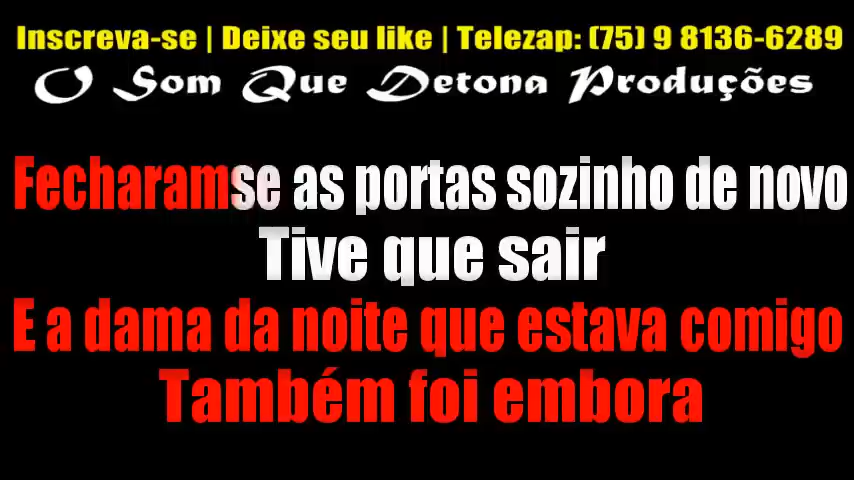 Inscreva-se | Deixe seu like | Telezap: (75) 9 8136-6289
O Som Que Detona Produções
Fecharamse as portas sozinho de novo
Tive que sair
E a dama da noite que estava comigo
Também foi embora